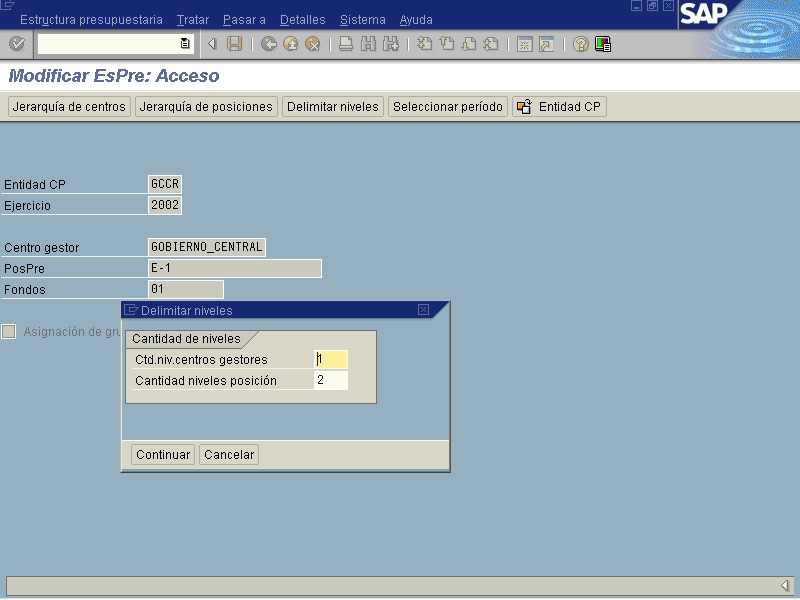 Estructura presupuestaria Tratar Pasar a Detalles Sistema Ayuda
SAP
Modificar EsPre: Acceso
Jerarquía de centros Jerarquía de posiciones Delimitar niveles Seleccionar período Entidad CP
Entidad CP GCCR
Ejercicio 2002
Centro gestor GOBIERNO_CENTRAL
PosPre E-1
Fondos 01
Asignación de gru
Delimitar niveles
Cantidad de niveles
Ctd.niv.centros gestores 1
Cantidad niveles posición 2
Continuar Cancelar